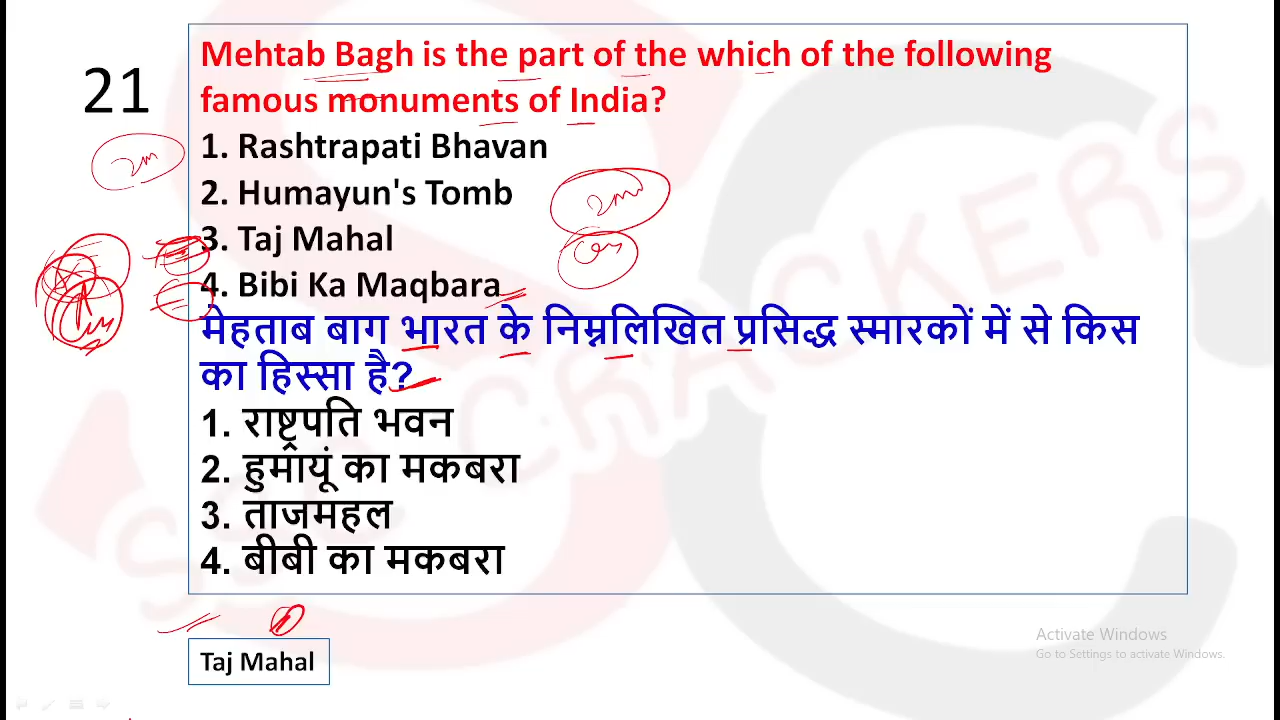 21
Mehtab Bagh is the part of the which of the following
famous monuments of India?
1. Rashtrapati Bhavan
2. Humayun's Tomb
3. Taj Mahal
4. Bibi Ka Maqbara
मेहताब बाग भारत के निम्नलिखित प्रसिद्ध स्मारकों में से किस
का हिस्सा है?
1. राष्ट्रपति भवन
2. हुमायूं का मकबरा
3. ताजमहल
4. बीबी का मकबरा
Taj Mahal
SSC CRACKERS
Activate Windows
Go to Settings to activate Windows.